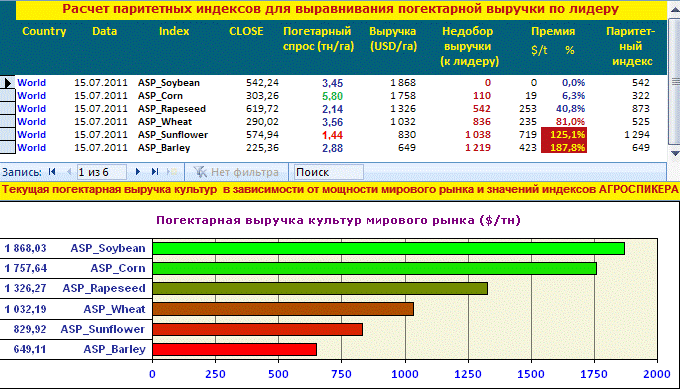 Расчет паритетных индексов для выравнивания погектарной выручки по лидеру
Country Data Index CLOSE Погетарный спрос (тн/га) Выручка (USD/га) Недобор выручки (к лидеру) Премия $/t % Паритет-ный индекс
World 15.07.2011 ASP_Soybean 542,24 3,45 1 868 0 0 0,0% 542
World 15.07.2011 ASP_Corn 303,26 5,80 1 758 110 19 6,3% 322
World 15.07.2011 ASP_Rapeseed 619,72 2,14 1 326 542 253 40,8% 873
World 15.07.2011 ASP_Wheat 290,02 3,56 1 032 836 235 81,0% 525
World 15.07.2011 ASP_Sunflower 574,94 1,44 830 1 038 719 125,1% 1 294
World 15.07.2011 ASP_Barley 225,36 2,88 649 1 219 423 187,8% 649
Запись: 1 из 6 Нет фильтра Поиск
Текущая погектарная выручка культур в зависимости от мощности мирового рынка и значений индексов АГРОСПИКЕРА
Погектарная выручка культур мирового рынка ($/тн)
1 868,03 ASP_Soybean
1 757,64 ASP_Corn
1 326,27 ASP_Rapeseed
1 032,19 ASP_Wheat
829,92 ASP_Sunflower
649,11 ASP_Barley
0 250 500 750 1000 1250 1500 1750 2000